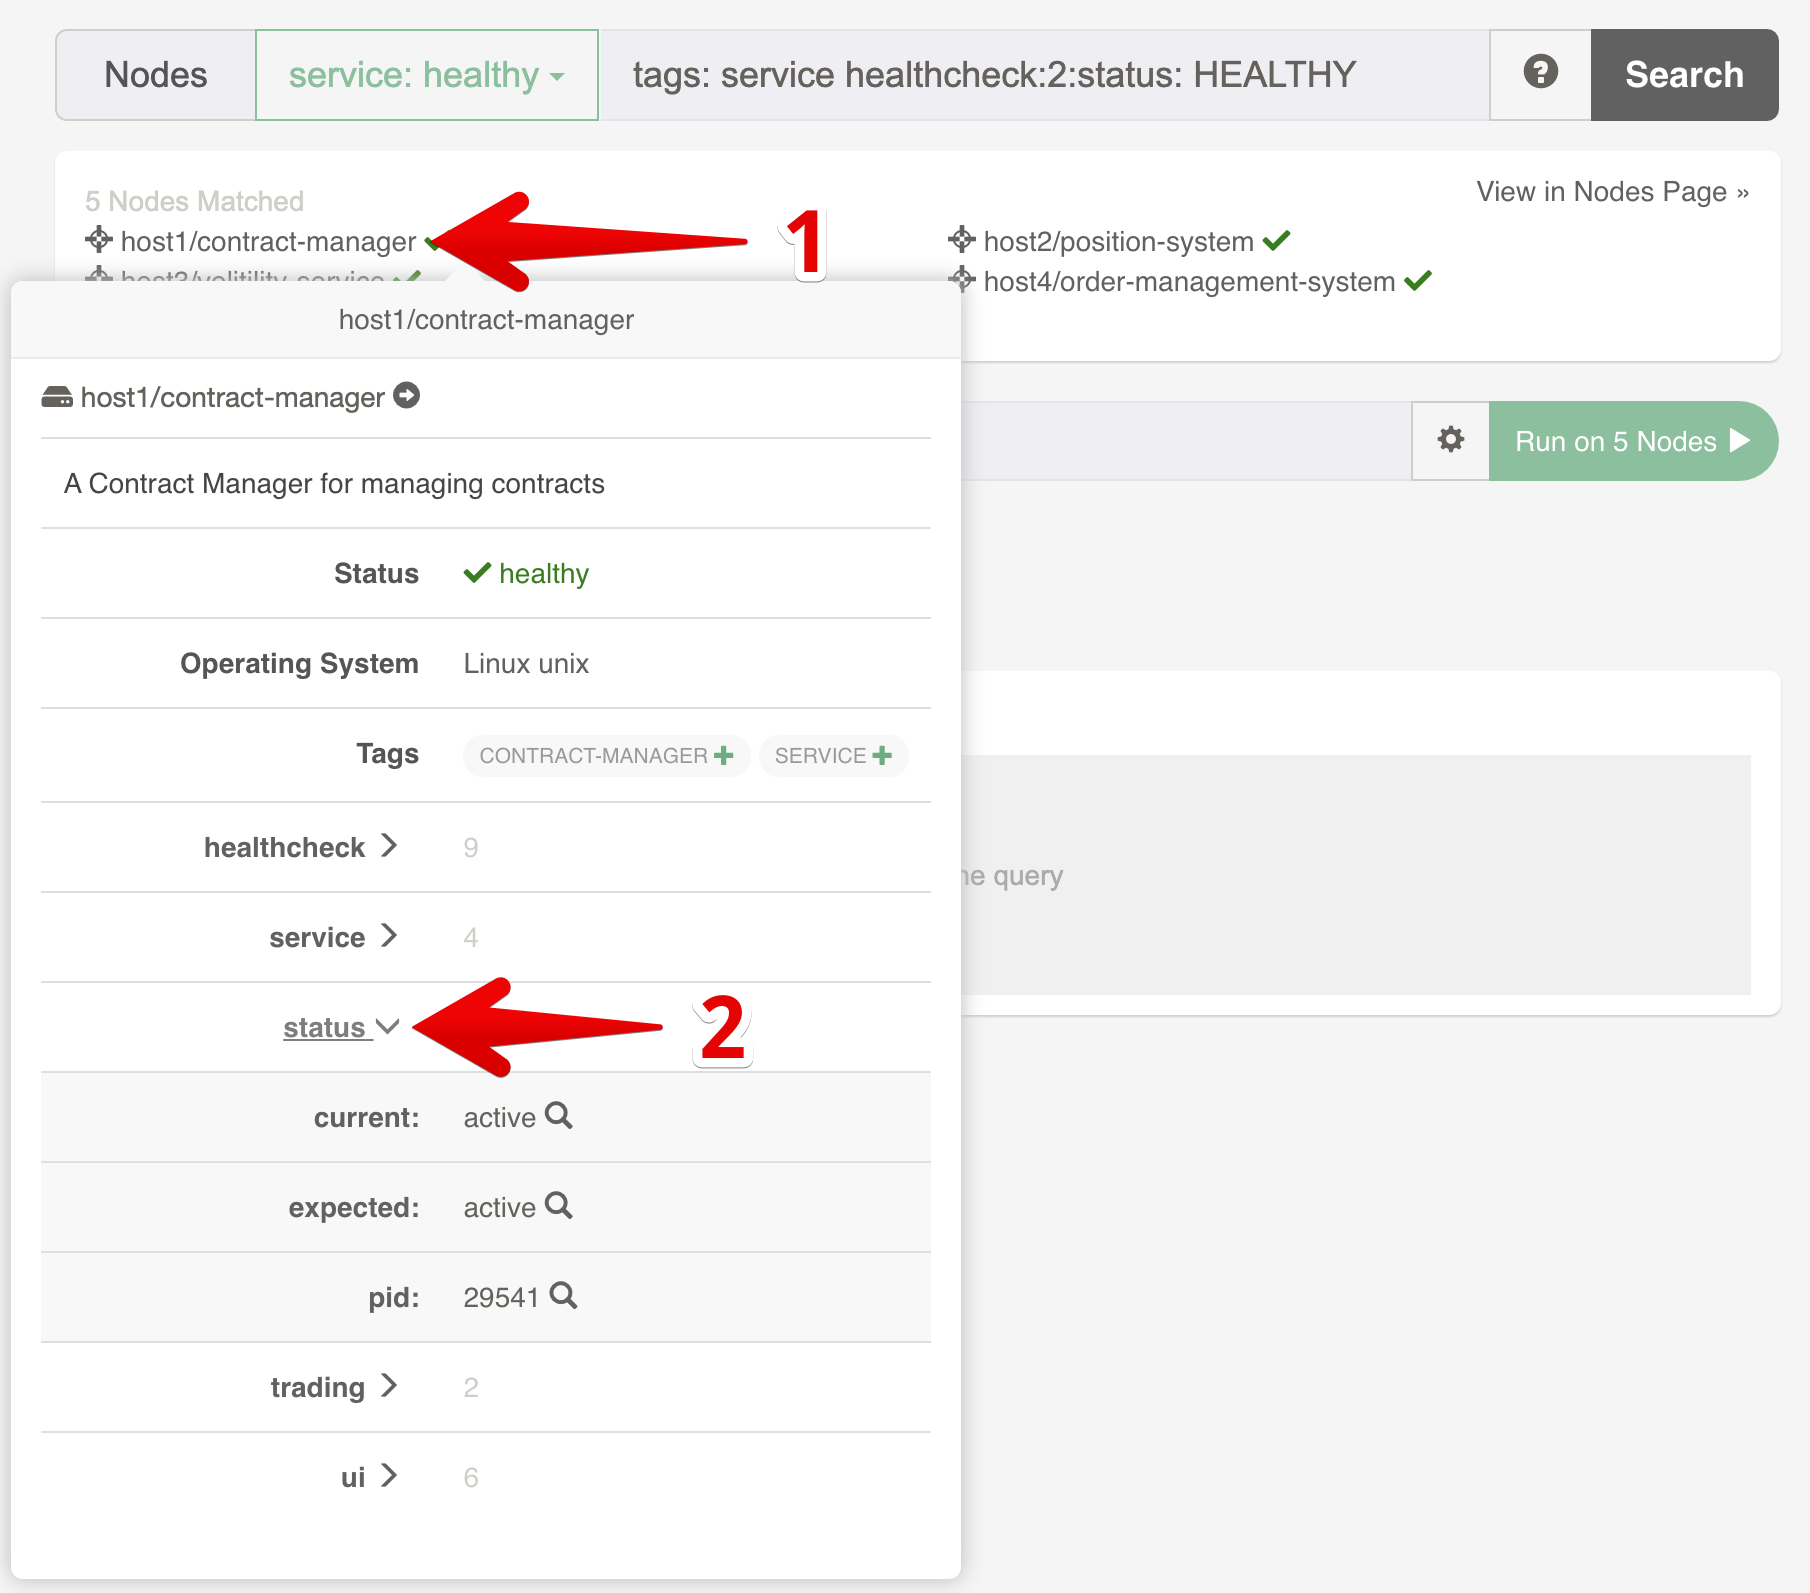 Nodes service: healthy tags: service healthcheck:2:status: HEALTHY ? Search
5 Nodes Matched View in Nodes Page »
host1/contract-manager 1 host2/position-system
host3/volitility-service host4/order-management-system
host1/contract-manager
host1/contract-manager
Run on 5 Nodes
A Contract Manager for managing contracts
Status healthy
Operating System Linux unix
Tags CONTRACT-MANAGER SERVICE
healthcheck 9
query
service 4
status 2
current: active
expected: active
pid: 29541
trading 2
ui 6